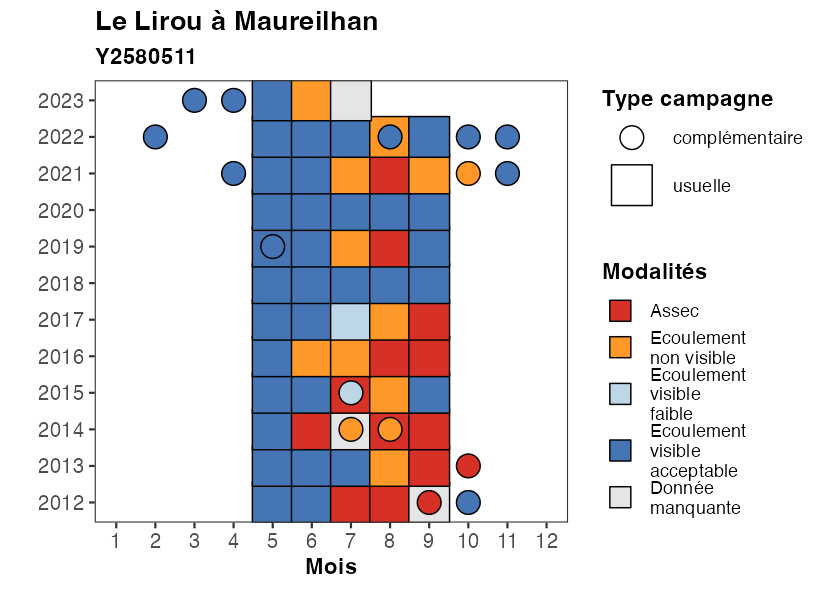 Le Lirou à Maureilhan
Y2580511
2023
2022
2021
2020
2019
2018
2017
2016
2015
2014
2013
2012
1 2 3 4 5 6 7 8 9 10 11 12
Mois
Type campagne
complémentaire
usuelle
Modalités
Assec
Ecoulement
non visible
Ecoulement
visible
faible
Ecoulement
visible
acceptable
Donnée
manquante